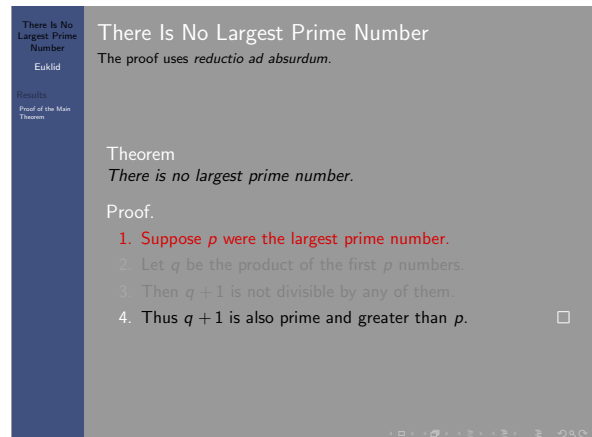 There Is No
Largest Prime
Number
Euklid
Results
Proof of the Main
Theorem
There Is No Largest Prime Number
The proof uses reductio ad absurdum.
Theorem
There is no largest prime number.
Proof.
1. Suppose p were the largest prime number.
2. Let q be the product of the first p numbers.
3. Then q + 1 is not divisible by any of them.
4. Thus q + 1 is also prime and greater than p. □